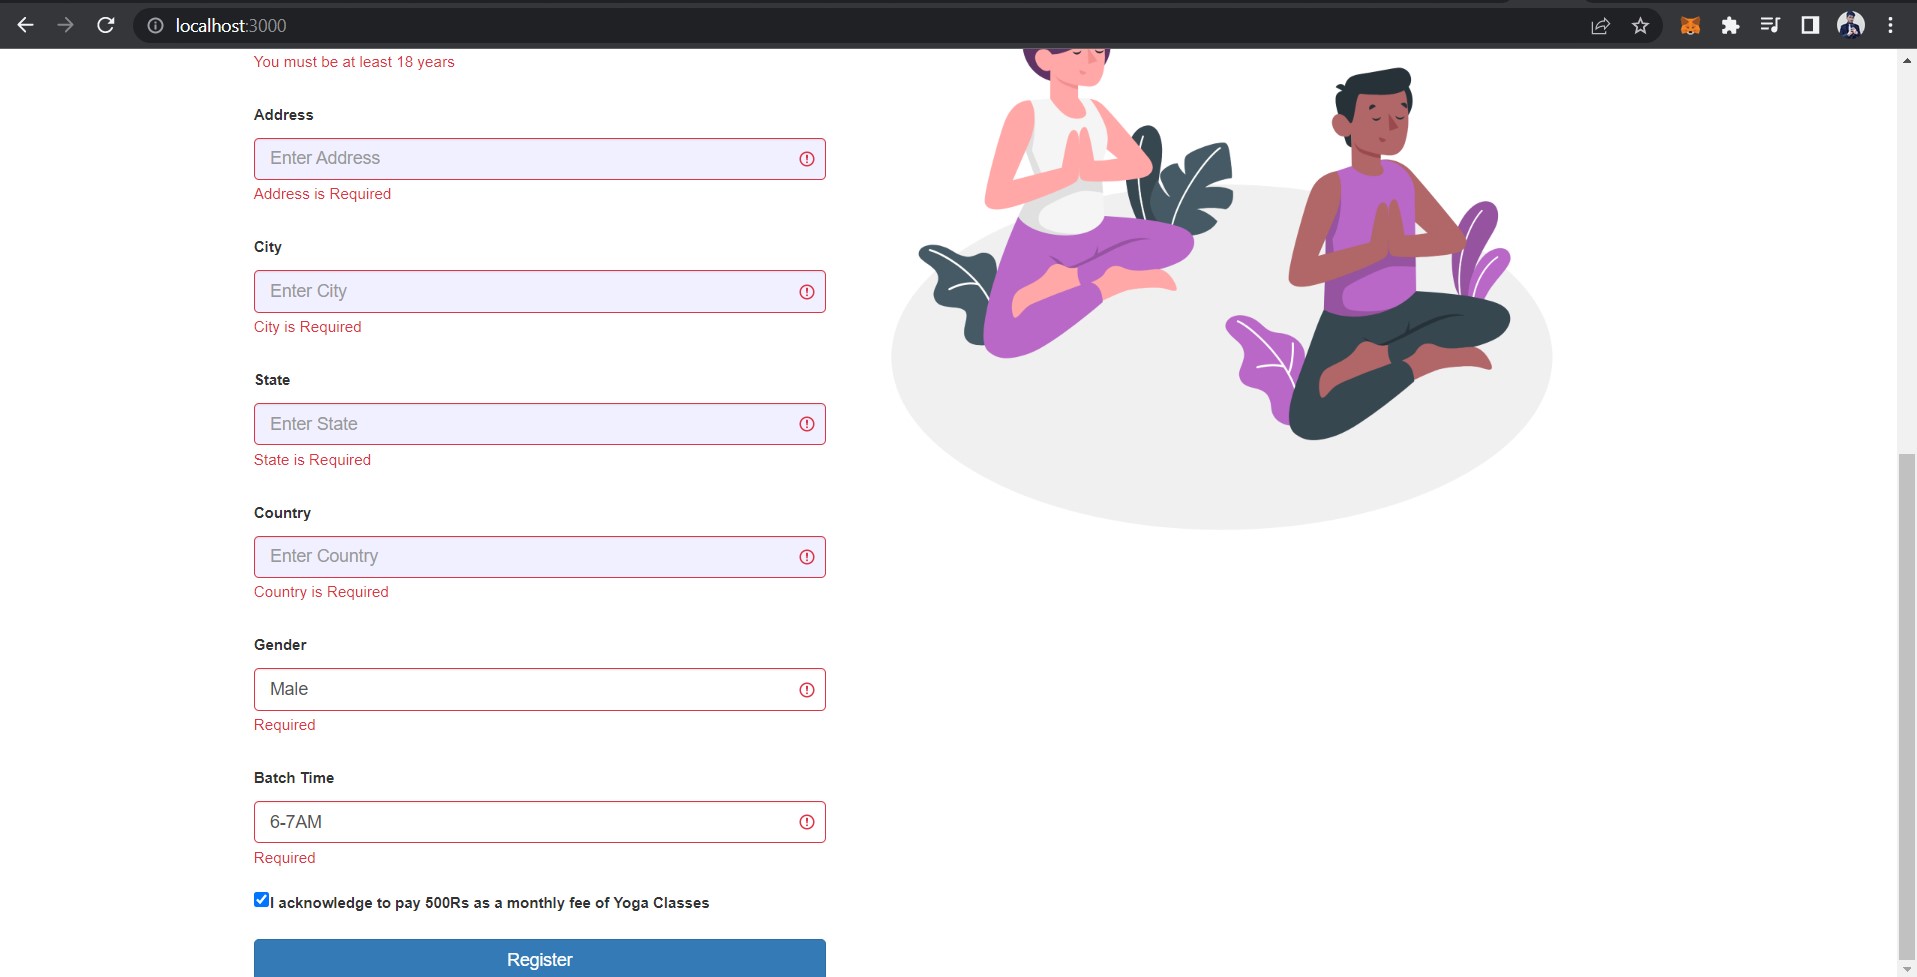 localhost:3000
You must be at least 18 years
Address
Enter Address
Address is Required
City
Enter City
City is Required
State
Enter State
State is Required
Country
Enter Country
Country is Required
Gender
Male
Required
Batch Time
6-7AM
Required
I acknowledge to pay 500Rs as a monthly fee of Yoga Classes
Register